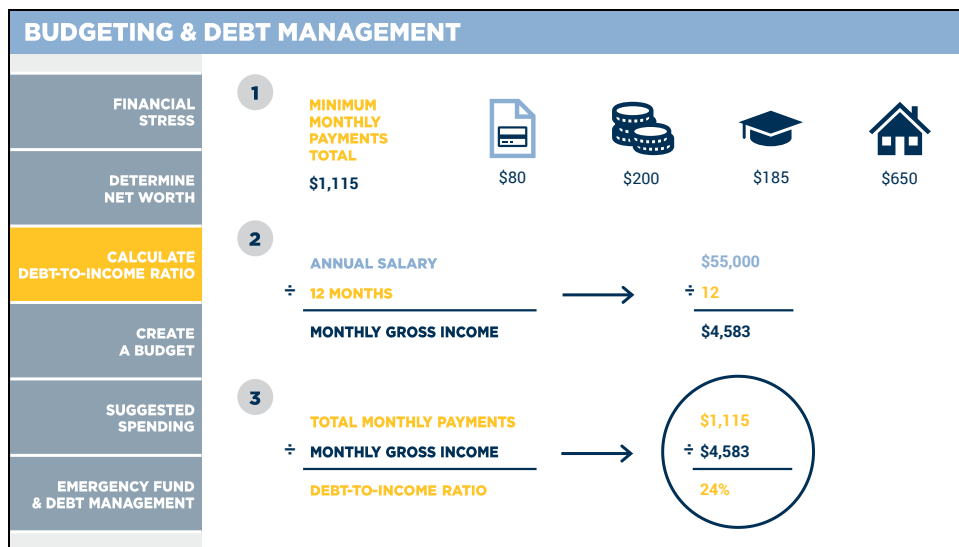 BUDGETING & DEBT MANAGEMENT
FINANCIAL
STRESS
DETERMINE
NET WORTH
CALCULATE
DEBT-TO-INCOME RATIO
CREATE
A BUDGET
SUGGESTED
SPENDING
EMERGENCY FUND
& DEBT MANAGEMENT
1
MINIMUM
MONTHLY
PAYMENTS
TOTAL
$1,115
$80
$200
$185
$650
2
ANNUAL SALARY
÷ 12 MONTHS
MONTHLY GROSS INCOME
$55,000
÷ 12
$4,583
3
TOTAL MONTHLY PAYMENTS
÷ MONTHLY GROSS INCOME
DEBT-TO-INCOME RATIO
$1,115
÷ $4,583
24%